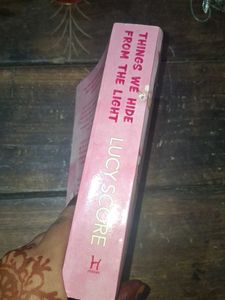 THINGS WE HIDE
FROM THE LIGHT
LUCY SCORE
H